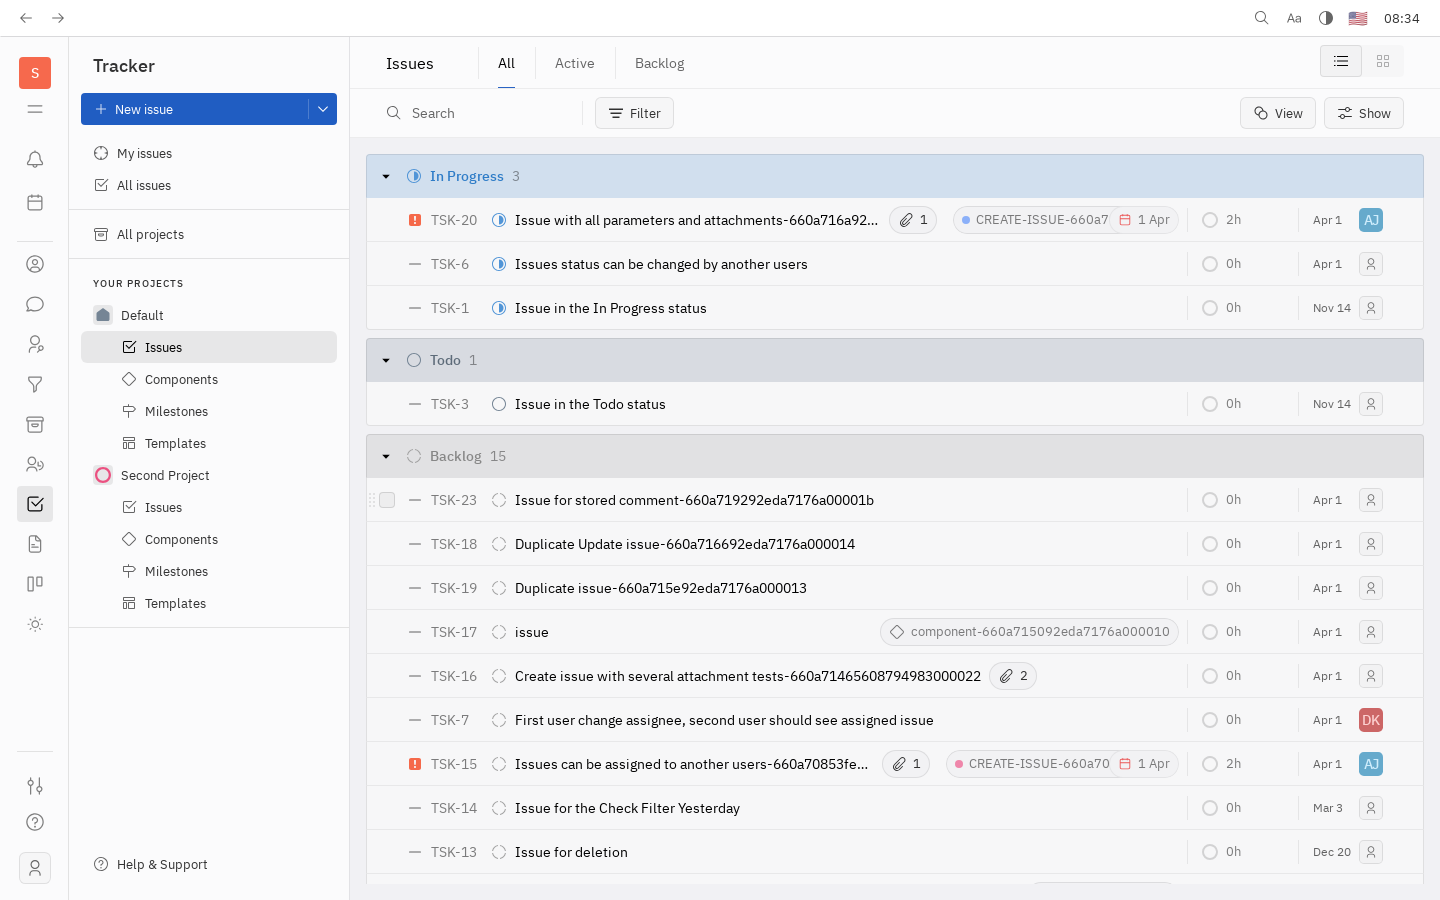 Aa 08:34
S
Tracker
New issue
My issues
All issues
All projects
YOUR PROJECTS
Default
Issues
Components
Milestones
Templates
Second Project
Issues
Components
Milestones
Templates
Help & Support
Issues All Active Backlog
Search Filter View Show
In Progress 3
TSK-20 Issue with all parameters and attachments-660a716a92... 1 CREATE-ISSUE-660a7 1 Apr 2h Apr 1 AJ
TSK-6 Issues status can be changed by another users 0h Apr 1
TSK-1 Issue in the In Progress status 0h Nov 14
Todo 1
TSK-3 Issue in the Todo status 0h Nov 14
Backlog 15
TSK-23 Issue for stored comment-660a719292eda7176a00001b 0h Apr 1
TSK-18 Duplicate Update issue-660a716692eda7176a000014 0h Apr 1
TSK-19 Duplicate issue-660a715e92eda7176a000013 0h Apr 1
TSK-17 issue component-660a715092eda7176a000010 0h Apr 1
TSK-16 Create issue with several attachment tests-660a71465608794983000022 2 0h Apr 1
TSK-7 First user change assignee, second user should see assigned issue 0h Apr 1 DK
TSK-15 Issues can be assigned to another users-660a70853fe... 1 CREATE-ISSUE-660a70 1 Apr 2h Apr 1 AJ
TSK-14 Issue for the Check Filter Yesterday 0h Mar 3
TSK-13 Issue for deletion 0h Dec 20